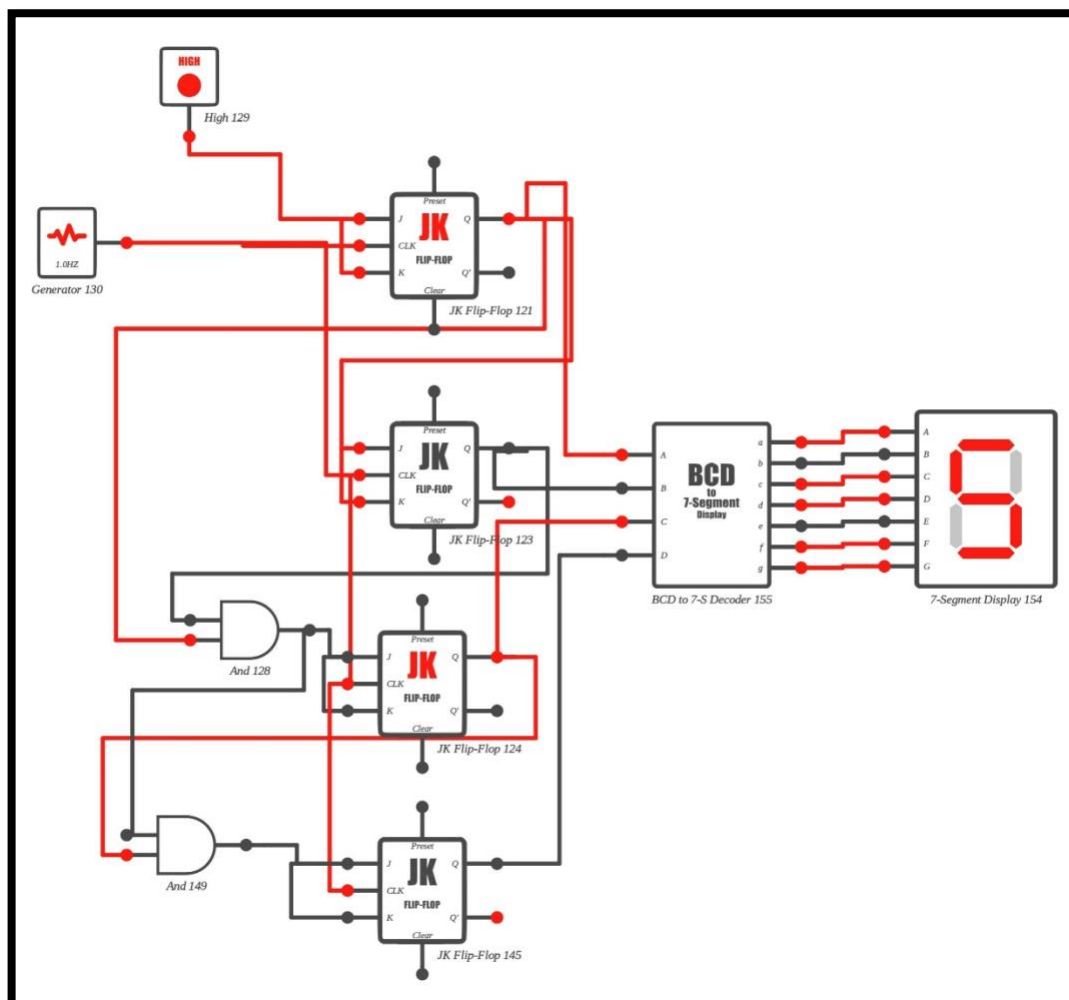 HIGH
High 129
1.0HZ
Generator 130
Preset
J
Q
JK
CLK
FLIP-FLOP
K
Q'
Clear
JK Flip-Flop 121
Preset
J
Q
JK
CLK
FLIP-FLOP
K
Q'
Clear
JK Flip-Flop 123
A
B
C
D
BCD
to
7-Segment
Display
a
b
c
d
e
f
g
BCD to 7-S Decoder 155
A
B
C
D
E
F
G
5
7-Segment Display 154
And 128
Preset
J
Q
JK
CLK
FLIP-FLOP
K
Q'
Clear
JK Flip-Flop 124
And 149
Preset
J
Q
JK
CLK
FLIP-FLOP
K
Q'
Clear
JK Flip-Flop 145